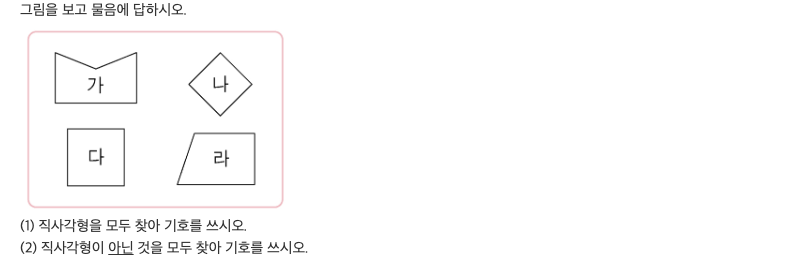 그림을 보고 물음에 답하시오.
가 나
다 라
(1) 직사각형을 모두 찾아 기호를 쓰시오.
(2) 직사각형이 아닌 것을 모두 찾아 기호를 쓰시오.